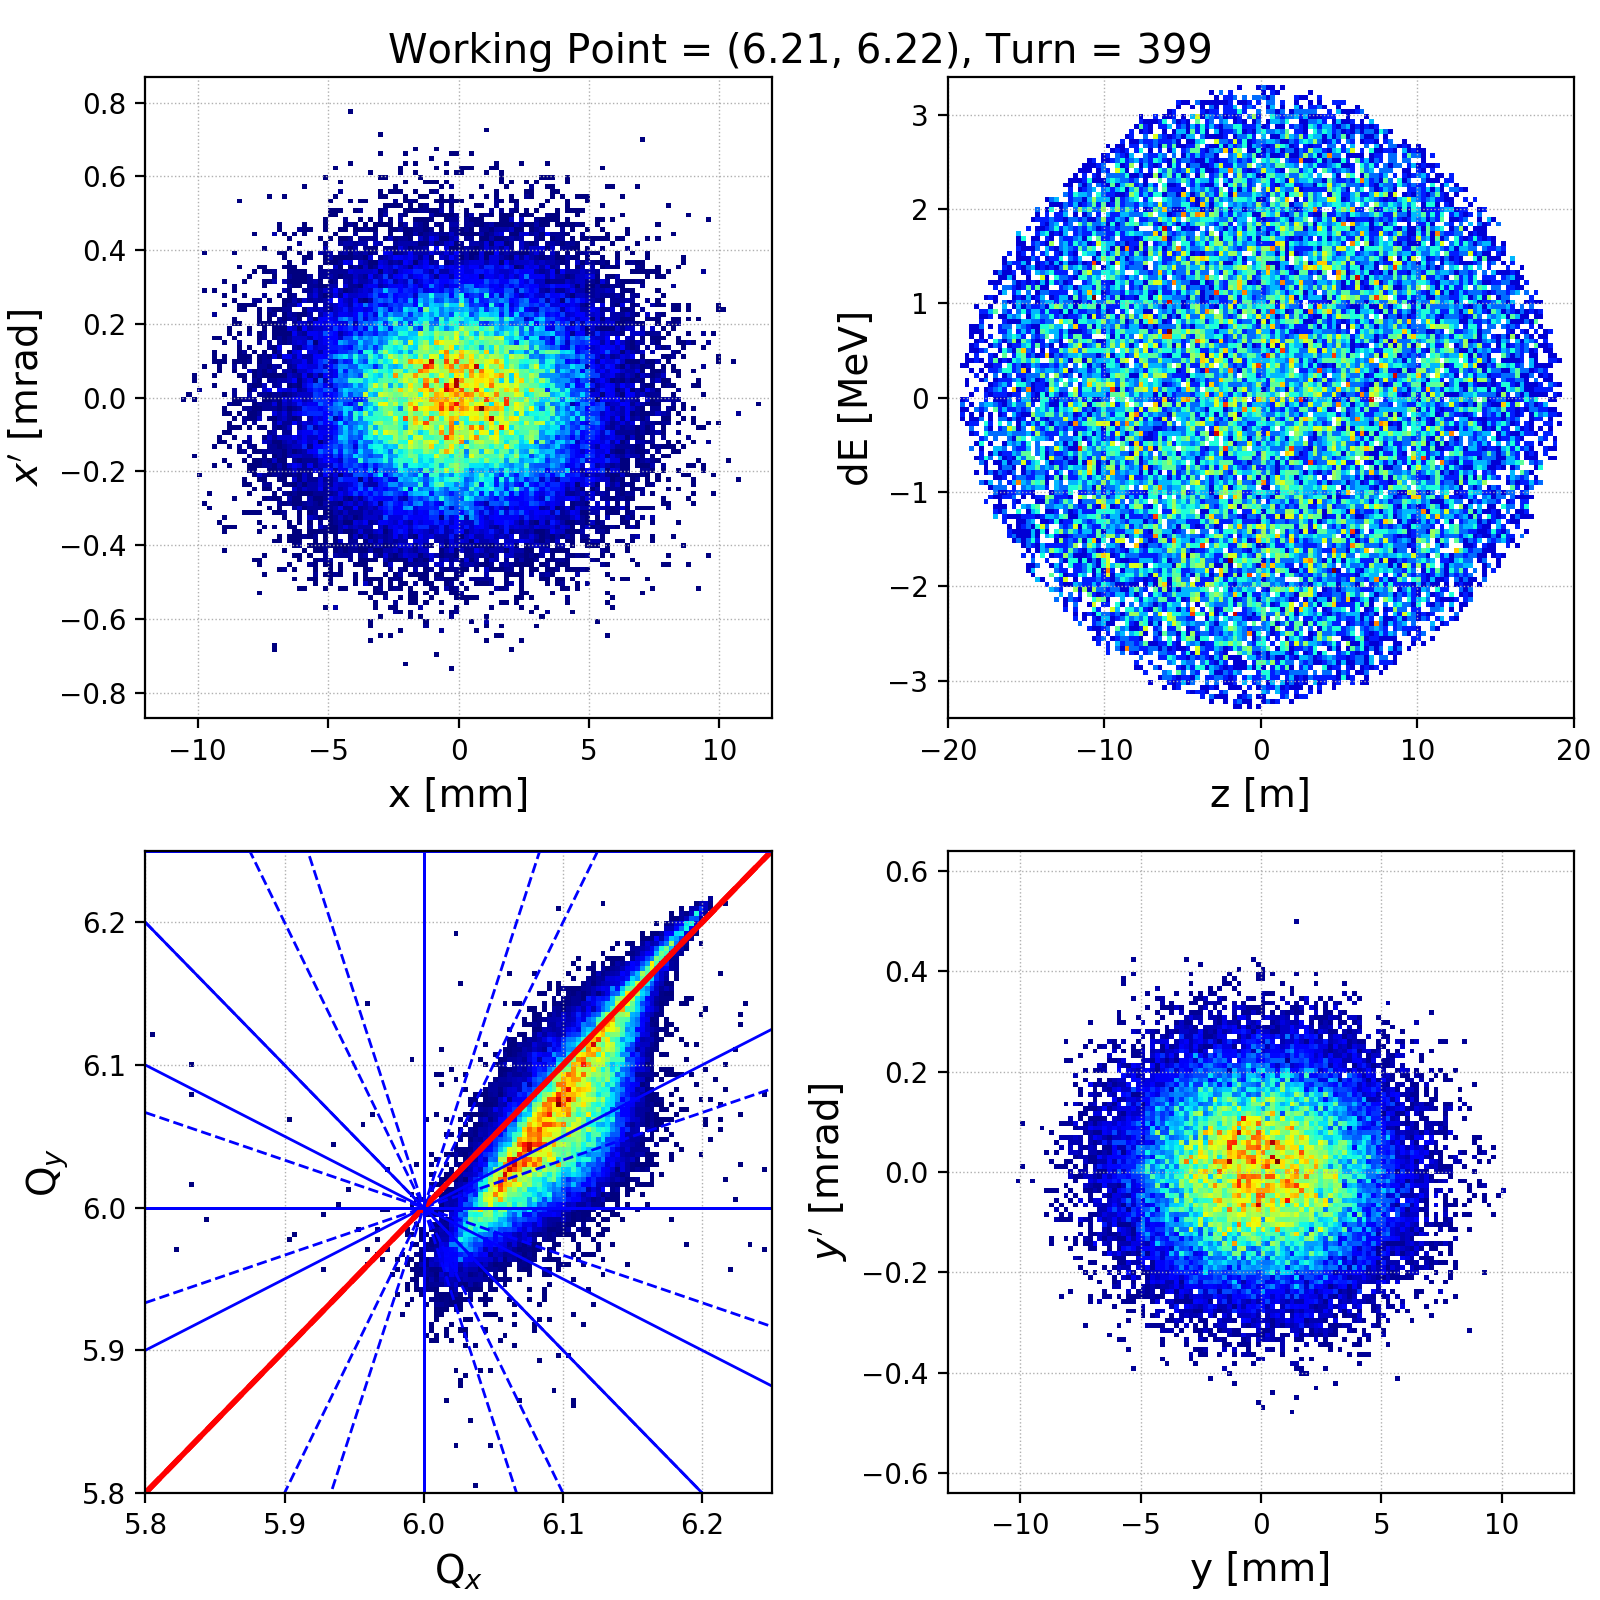 Working Point = (6.21, 6.22), Turn = 399
0.8
0.6
0.4
0.2
0.0
−0.2
−0.4
−0.6
−0.8
x′ [mrad]
−10 −5 0 5 10
x [mm]
3
2
1
0
−1
−2
−3
dE [MeV]
−20 −10 0 10 20
z [m]
6.2
6.1
6.0
5.9
5.8
Qy
5.8 5.9 6.0 6.1 6.2
Qx
0.6
0.4
0.2
0.0
−0.2
−0.4
−0.6
y′ [mrad]
−10 −5 0 5 10
y [mm]